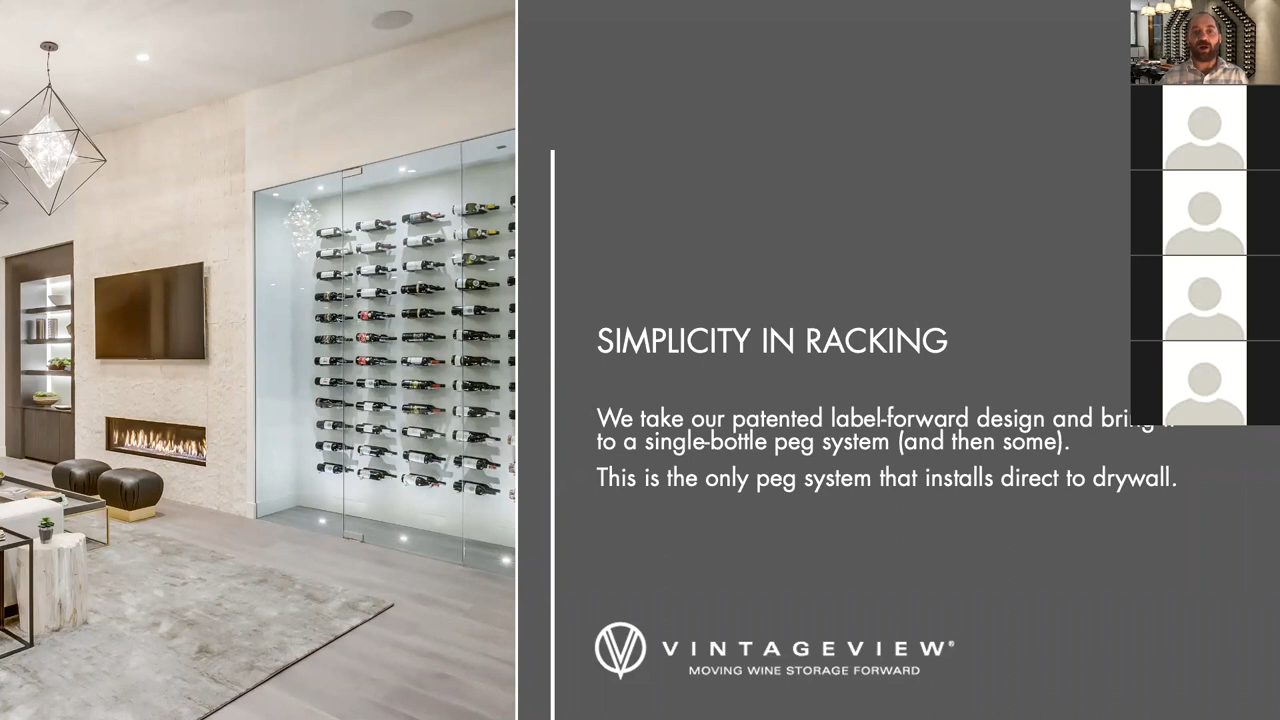 SIMPLICITY IN RACKING
We take our patented label-forward design and bring
to a single-bottle peg system (and then some).
This is the only peg system that installs direct to drywall.
VINTAGEVIEW®
MOVING WINE STORAGE FORWARD